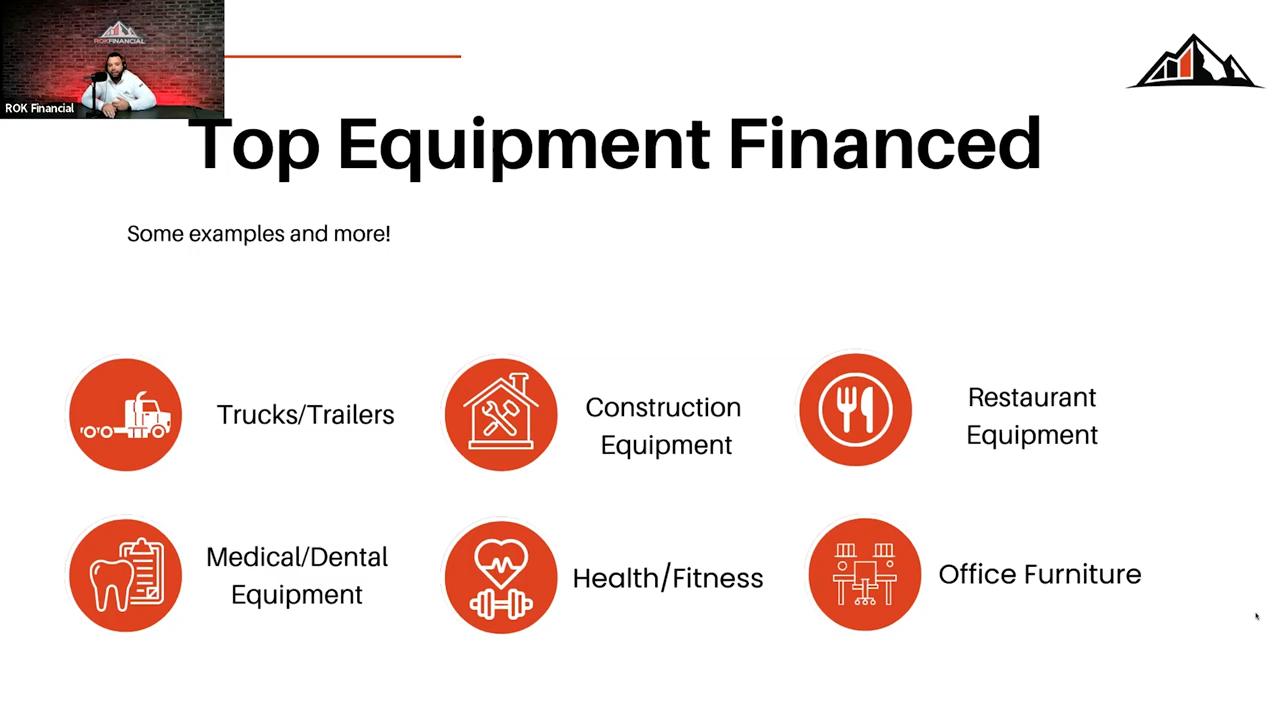 ROKFINANCIAL
ROK Financial
Top Equipment Financed
Some examples and more!
Trucks/Trailers
Construction
Equipment
Restaurant
Equipment
Medical/Dental
Equipment
Health/Fitness
Office Furniture